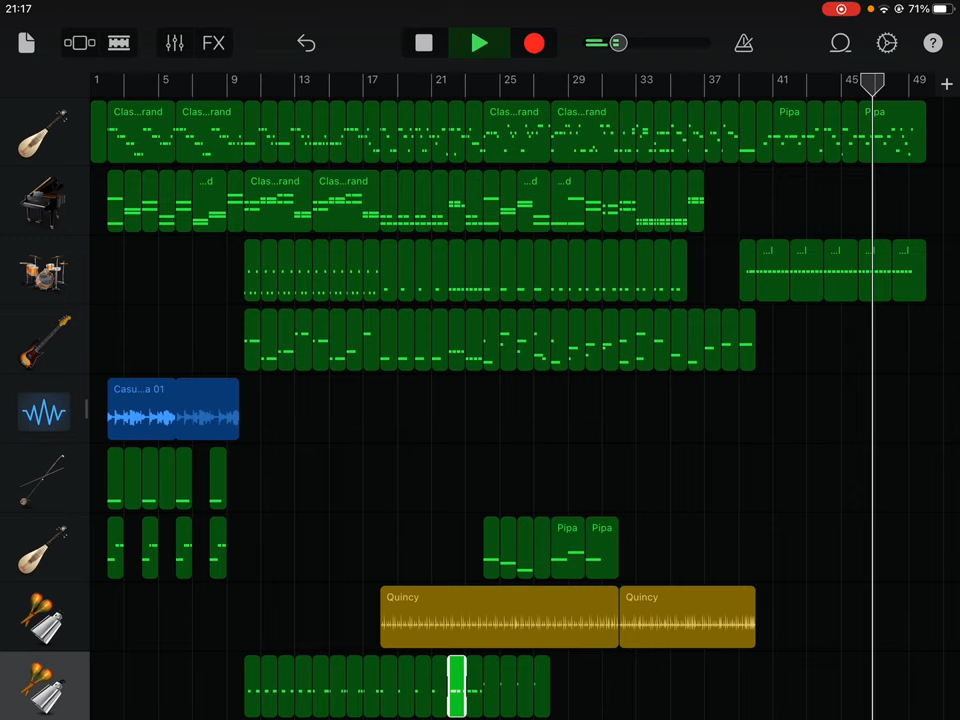 21:17
71%
FX
?
1 5 9 13 17 21 25 29 33 37 41 45 49 +
Clas...rand Clas...rand Clas...rand Clas...rand Pipa Pipa
...d Clas...rand Clas...rand ...d ...d
...l ...l ...l ...l ...l
Casu...a 01
Pipa Pipa
Quincy Quincy